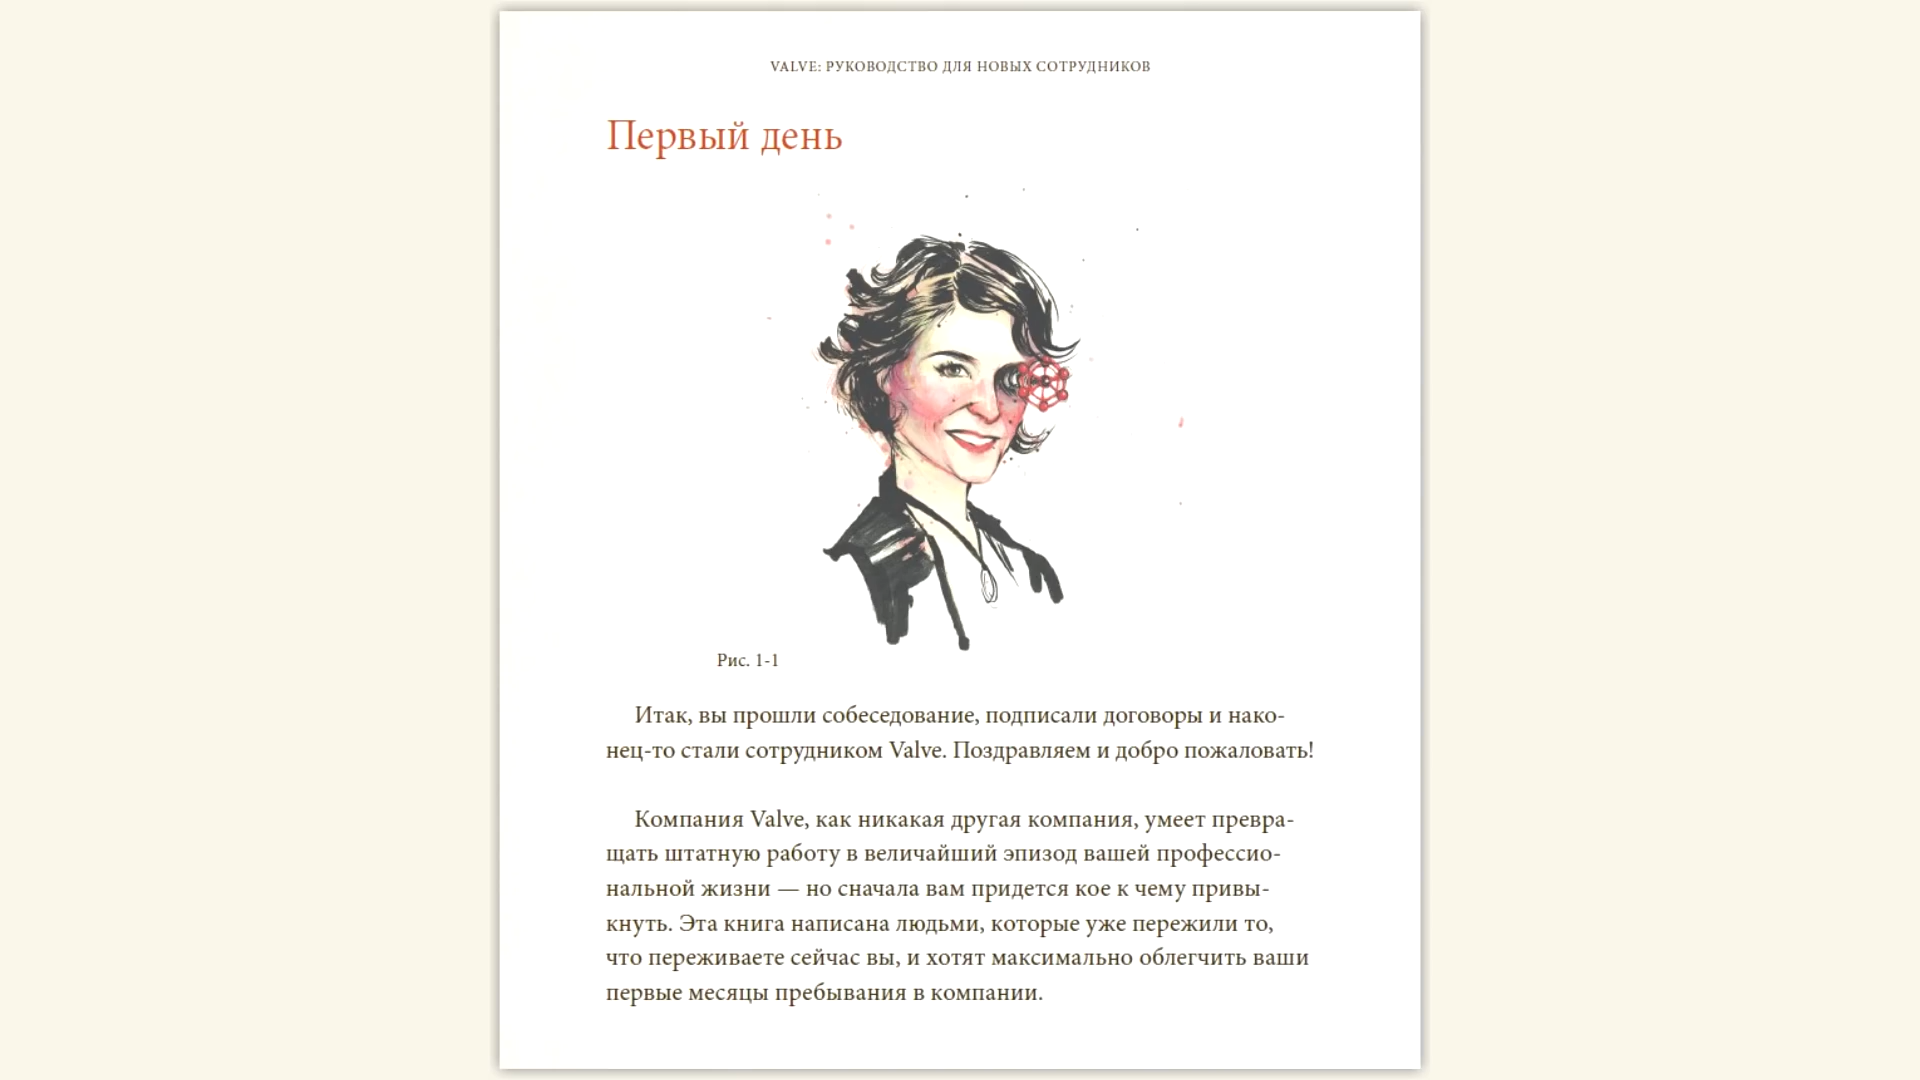 VALVE: РУКОВОДСТВО ДЛЯ НОВЫХ СОТРУДНИКОВ
Первый день
Рис. 1-1
Итак, вы прошли собеседование, подписали договоры и нако-
нец-то стали сотрудником Valve. Поздравляем и добро пожаловать!
Компания Valve, как никакая другая компания, умеет превра-
щать штатную работу в величайший эпизод вашей профессио-
нальной жизни — но сначала вам придется кое к чему привы-
кнуть. Эта книга написана людьми, которые уже пережили то,
что переживаете сейчас вы, и хотят максимально облегчить ваши
первые месяцы пребывания в компании.